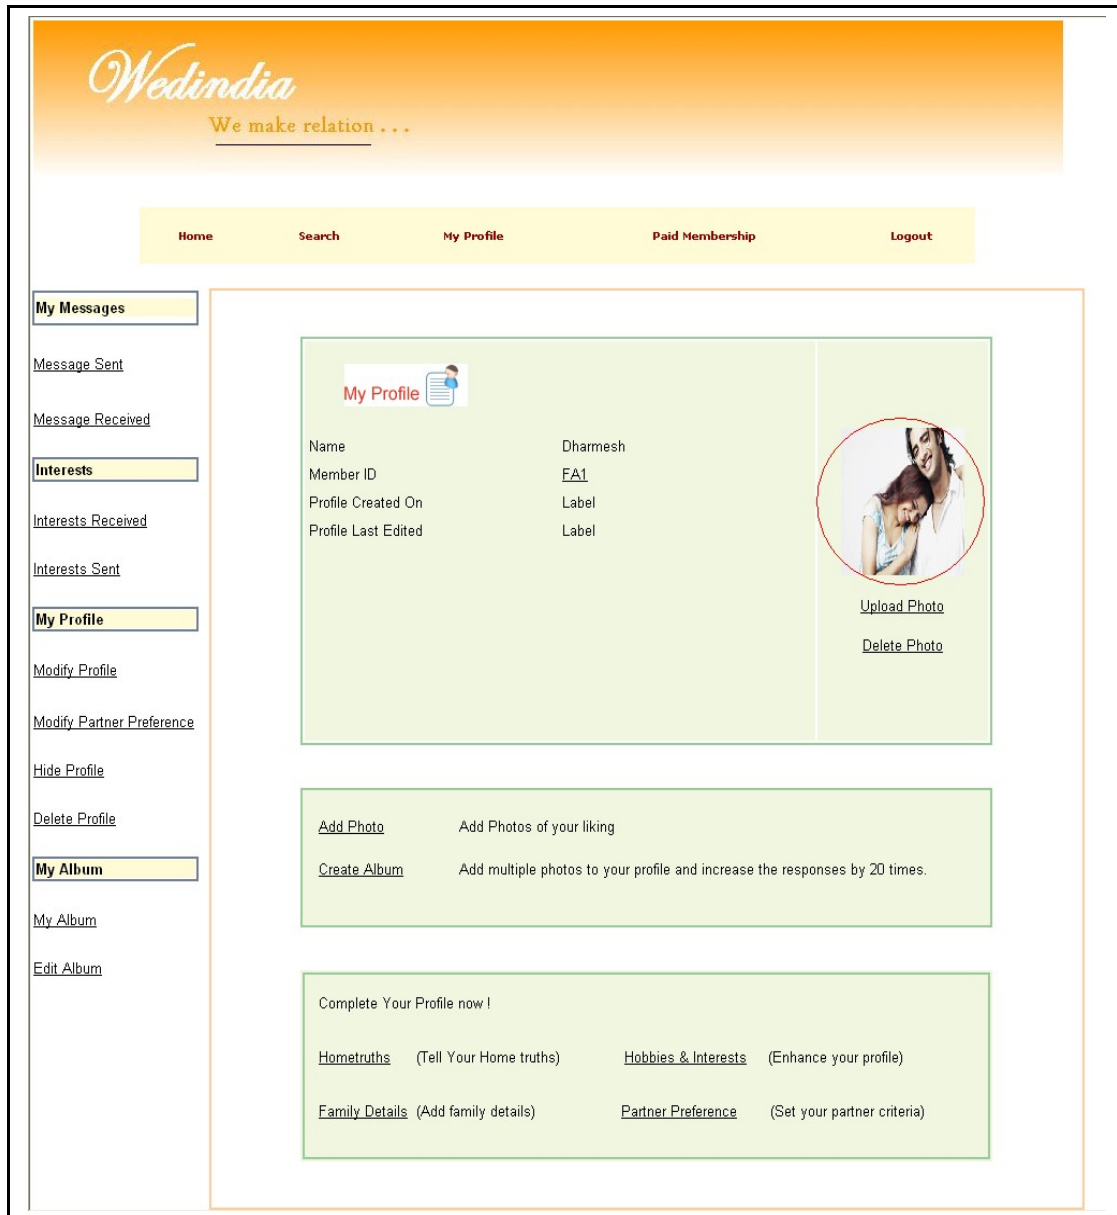 Wedindia
We make relation . . .
Home Search My Profile Paid Membership Logout
My Messages
Message Sent
Message Received
Interests
Interests Received
Interests Sent
My Profile
Modify Profile
Modify Partner Preference
Hide Profile
Delete Profile
My Album
My Album
Edit Album
My Profile
Name Dharmesh
Member ID FA1
Profile Created On Label
Profile Last Edited Label
Upload Photo
Delete Photo
Add Photo Add Photos of your liking
Create Album Add multiple photos to your profile and increase the responses by 20 times.
Complete Your Profile now !
Hometruths (Tell Your Home truths) Hobbies & Interests (Enhance your profile)
Family Details (Add family details) Partner Preference (Set your partner criteria)